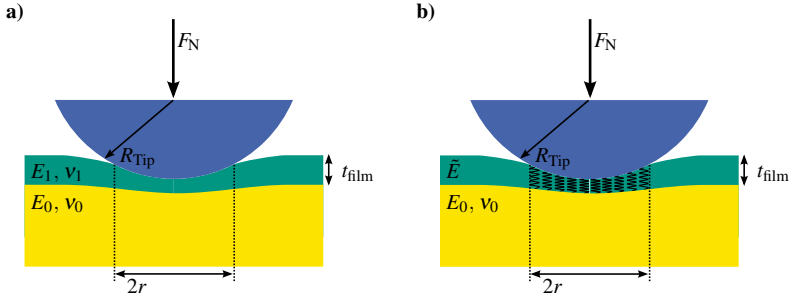 a)
F_N
R_Tip
E_1, ν_1
t_film
E_0, ν_0
2r
b)
F_N
R_Tip
Ẽ
t_film
E_0, ν_0
2r